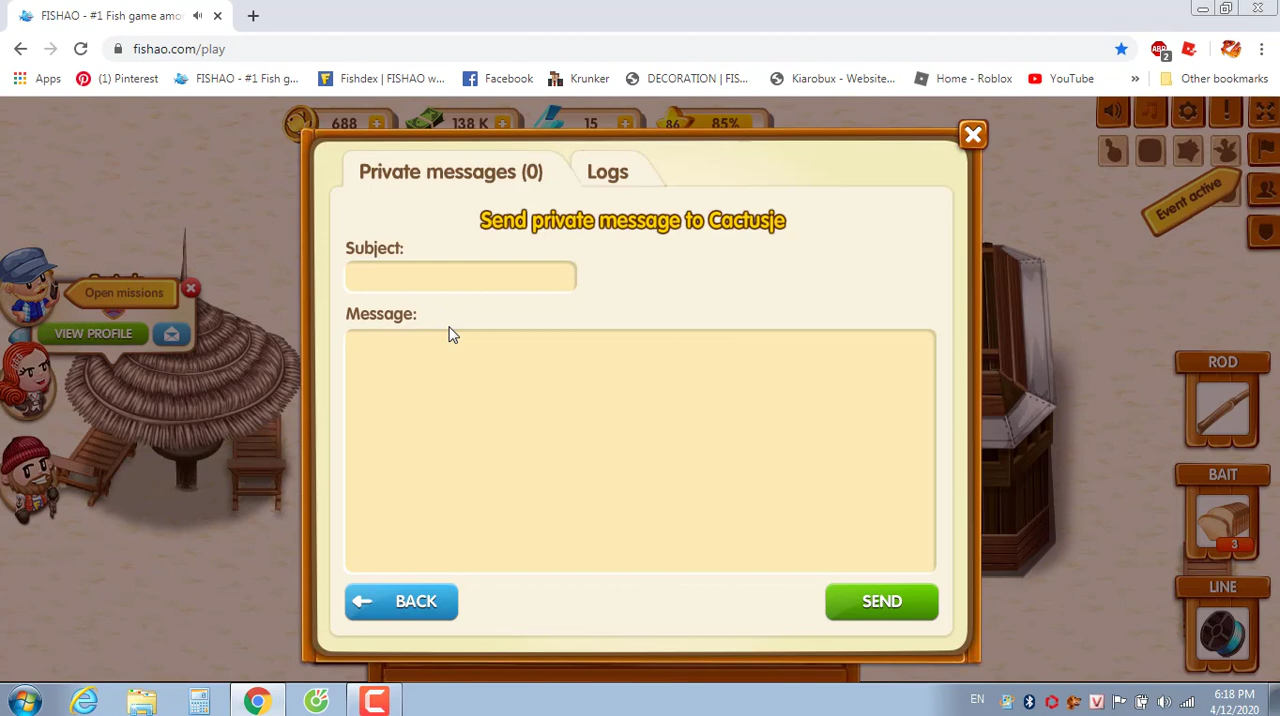 FISHAO - #1 Fish game amo
fishao.com/play
ABP
2
Apps
(1) Pinterest
FISHAO - #1 Fish g...
Fishdex | FISHAO w...
Facebook
Krunker
DECORATION | FIS...
Kiarobux - Website...
Home - Roblox
YouTube
»
Other bookmarks
688
138 K
15
86
85%
Private messages (0)
Logs
Event active
Send private message to Cactusje
Subject:
Open missions
Message:
VIEW PROFILE
ROD
BAIT
3
LINE
BACK
SEND
EN
6:18 PM
4/12/2020